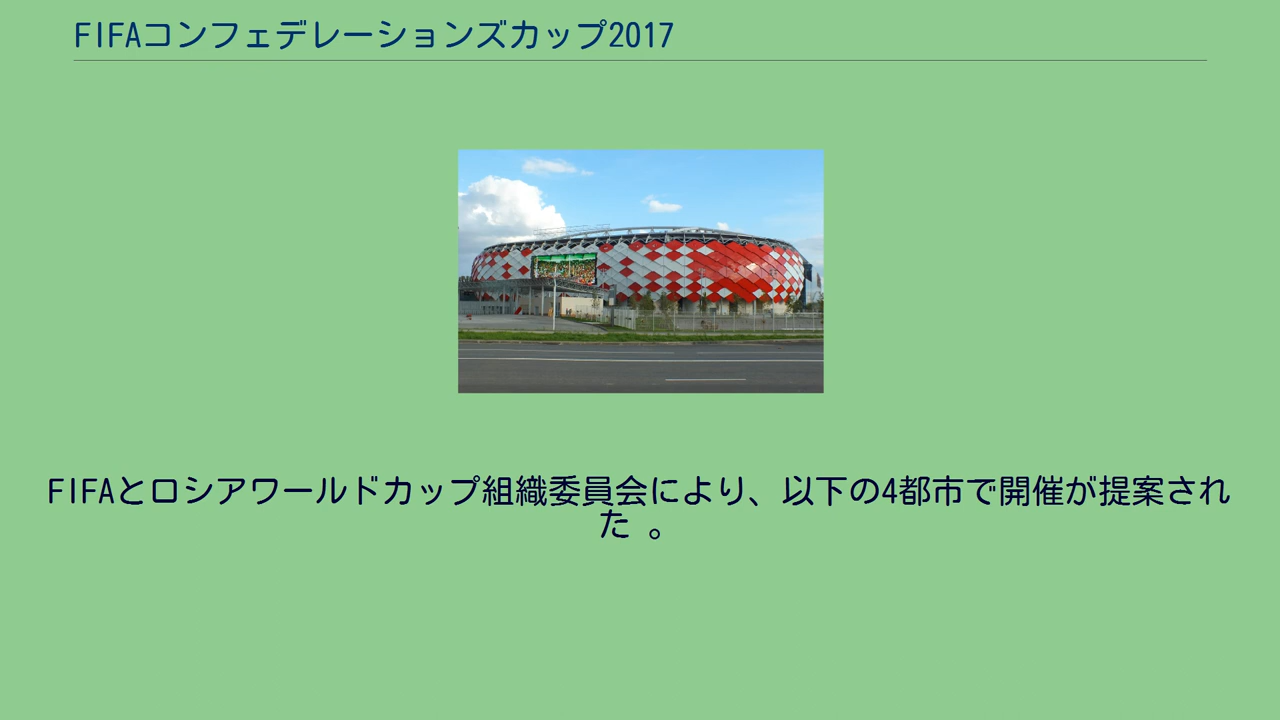 FIFAコンフェデレーションズカップ2017
FIFAとロシアワールドカップ組織委員会により、以下の4都市で開催が提案され
た 。